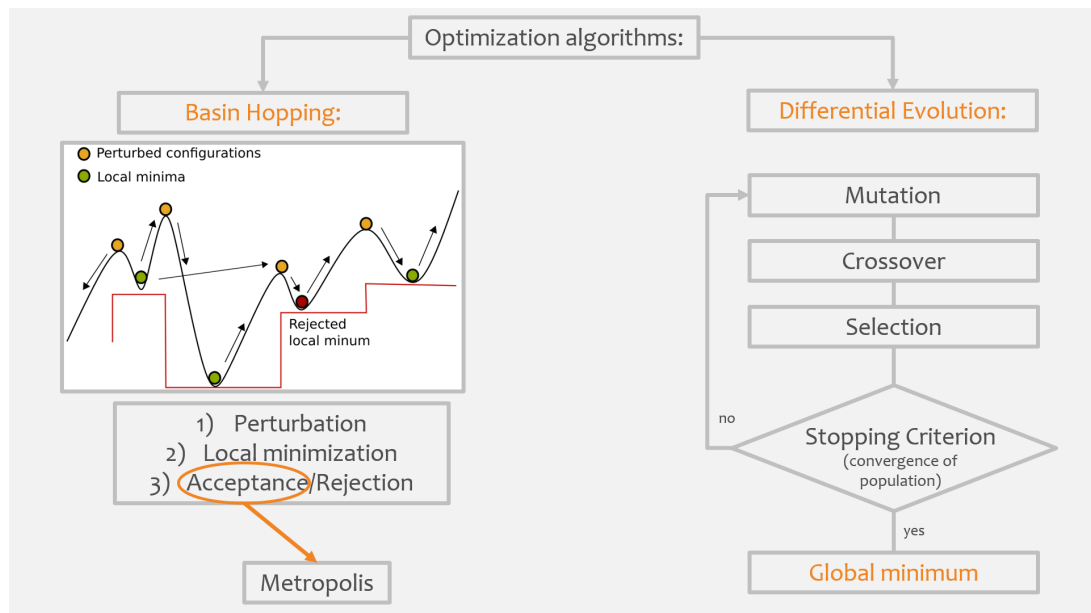 Optimization algorithms:
Basin Hopping:
Perturbed configurations
Local minima
Rejected
local minum
1) Perturbation
2) Local minimization
3) Acceptance/Rejection
Metropolis
Differential Evolution:
Mutation
Crossover
Selection
no
Stopping Criterion
(convergence of
population)
yes
Global minimum